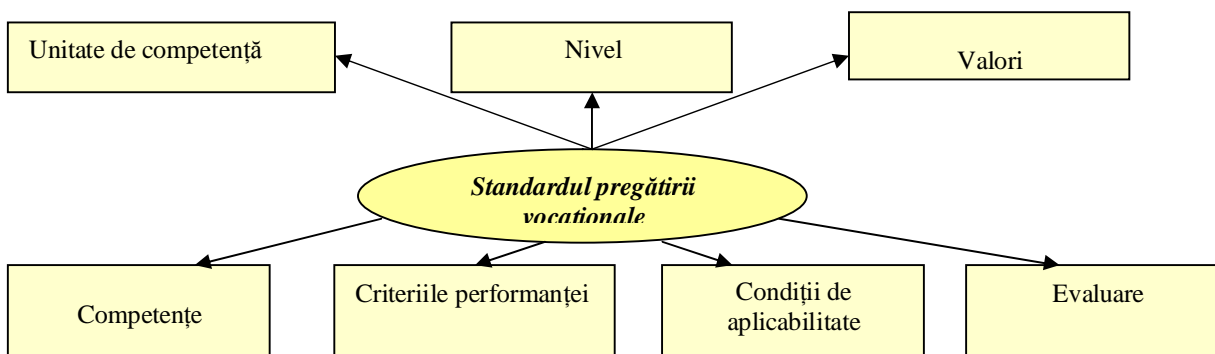 Unitate de competență
Nivel
Valori
Standardul pregătirii
vocaționale
Competențe
Criteriile performanței
Condiții de
aplicabilitate
Evaluare